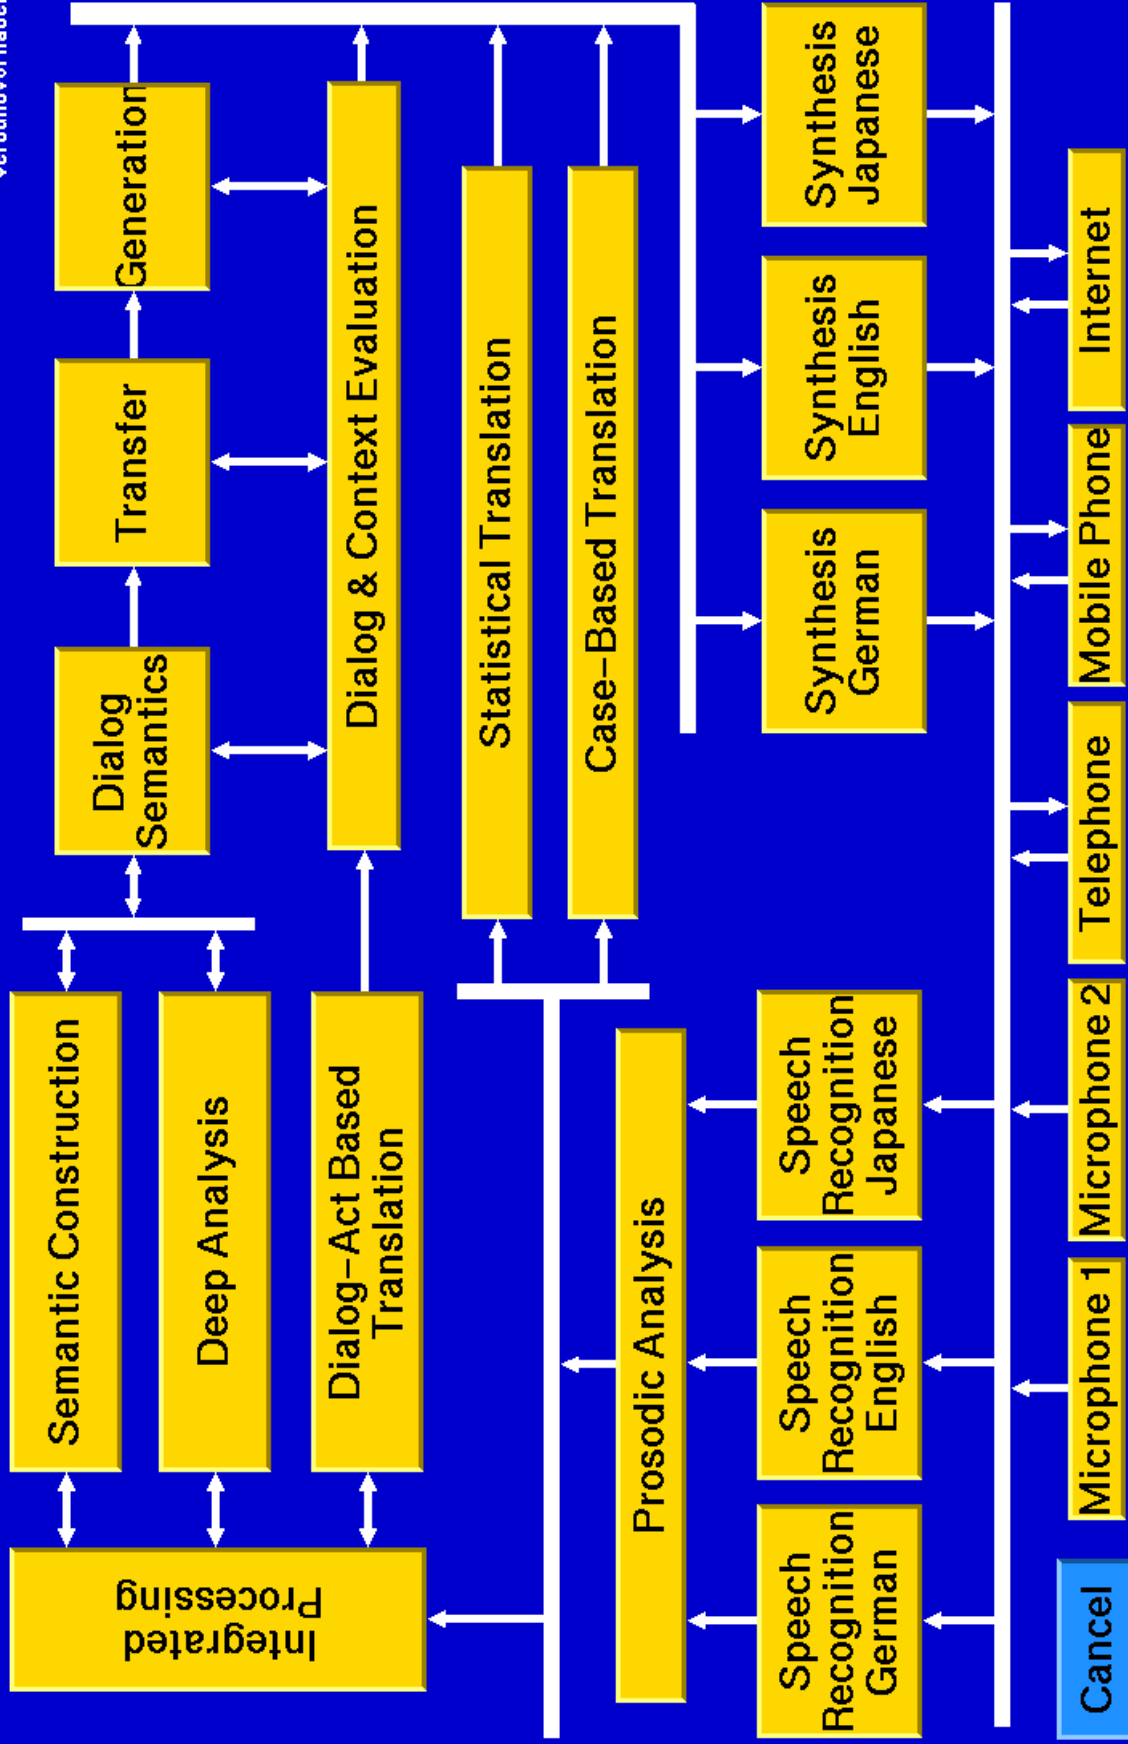 Semantic Construction
Dialog
Semantics
Transfer
Generation
Integrated
Processing
Deep Analysis
Dialog–Act Based
Translation
Dialog & Context Evaluation
Statistical Translation
Case–Based Translation
Prosodic Analysis
Speech
Recognition
German
Speech
Recognition
English
Speech
Recognition
Japanese
Synthesis
German
Synthesis
English
Synthesis
Japanese
Cancel
Microphone 1
Microphone 2
Telephone
Mobile Phone
Internet